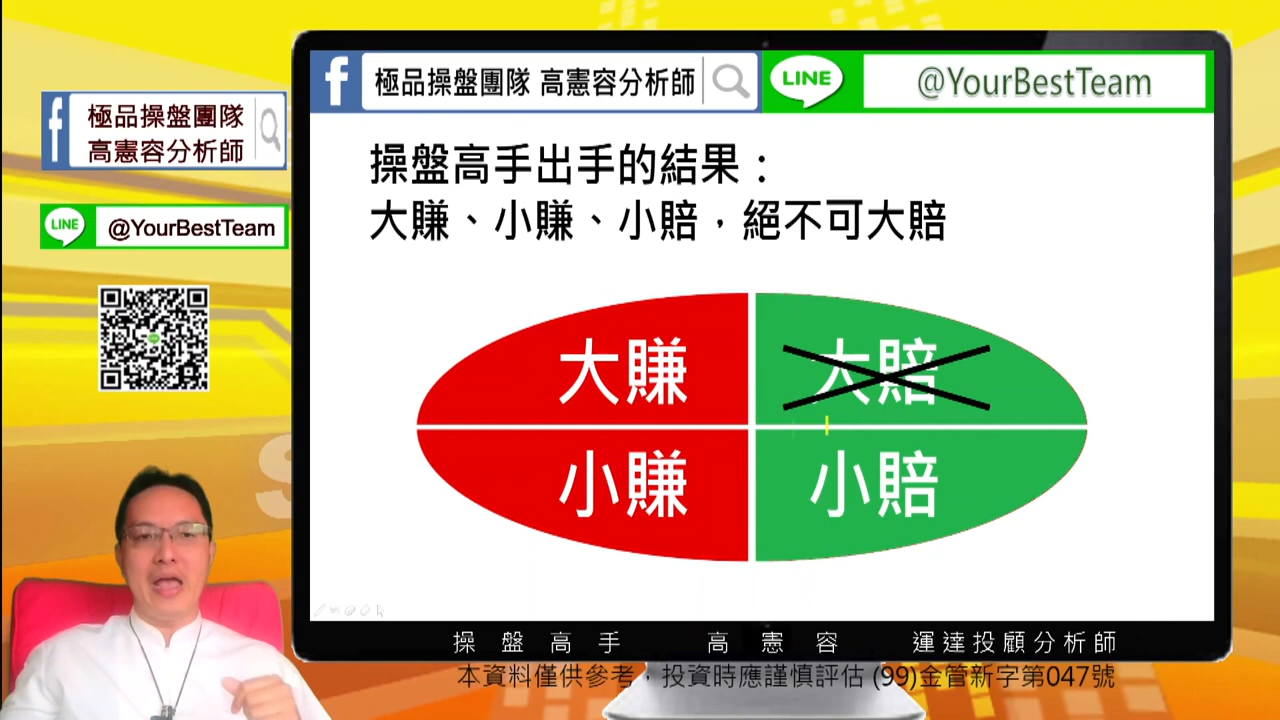 極品操盤團隊 高憲容分析師
LINE
@YourBestTeam
極品操盤團隊
高憲容分析師
LINE
@YourBestTeam
操盤高手出手的結果：
大賺、小賺、小賠，絕不可大賠
大賺
大賠
小賺
小賠
操盤高手 高憲容 運達投顧分析師
本資料僅供參考，投資時應謹慎評估 (99)金管新字第047號